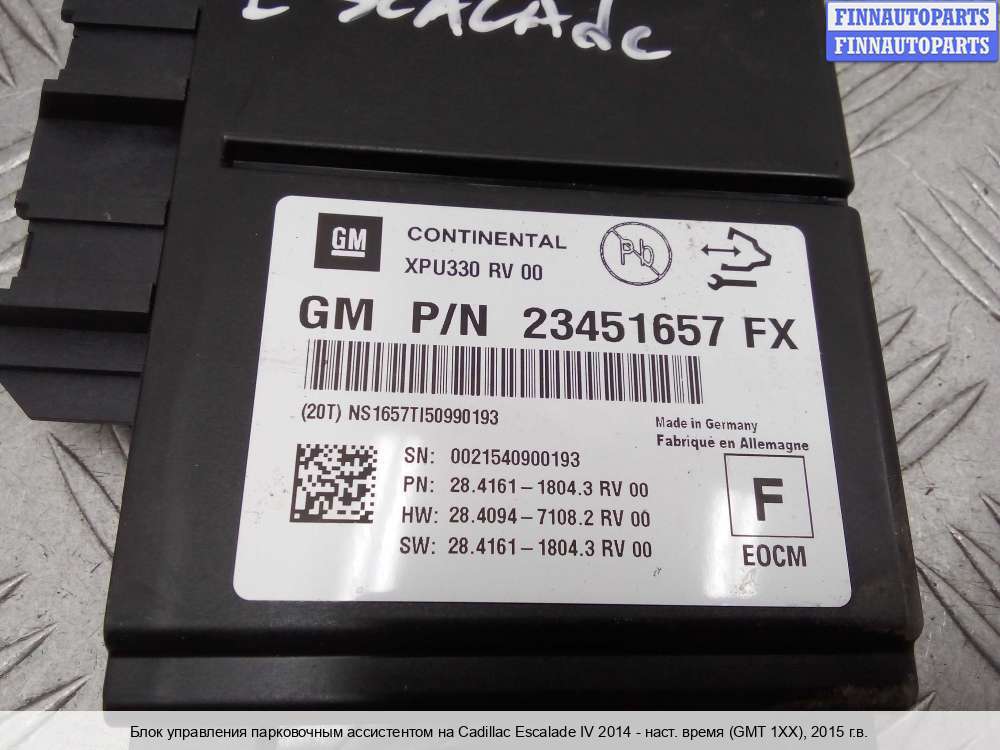 ESCALAde
FINNAUTOPARTS
FINNAUTOPARTS
GM
CONTINENTAL
XPU330 RV 00
Pb
GM P/N 23451657 FX
(20T) NS1657TI50990193
Made in Germany
Fabriqué en Allemagne
SN: 0021540900193
PN: 28.4161-1804.3 RV 00
HW: 28.4094-7108.2 RV 00
SW: 28.4161-1804.3 RV 00
F
EOCM
Блок управления парковочным ассистентом на Cadillac Escalade IV 2014 - наст. время (GMT 1XX), 2015 г.в.